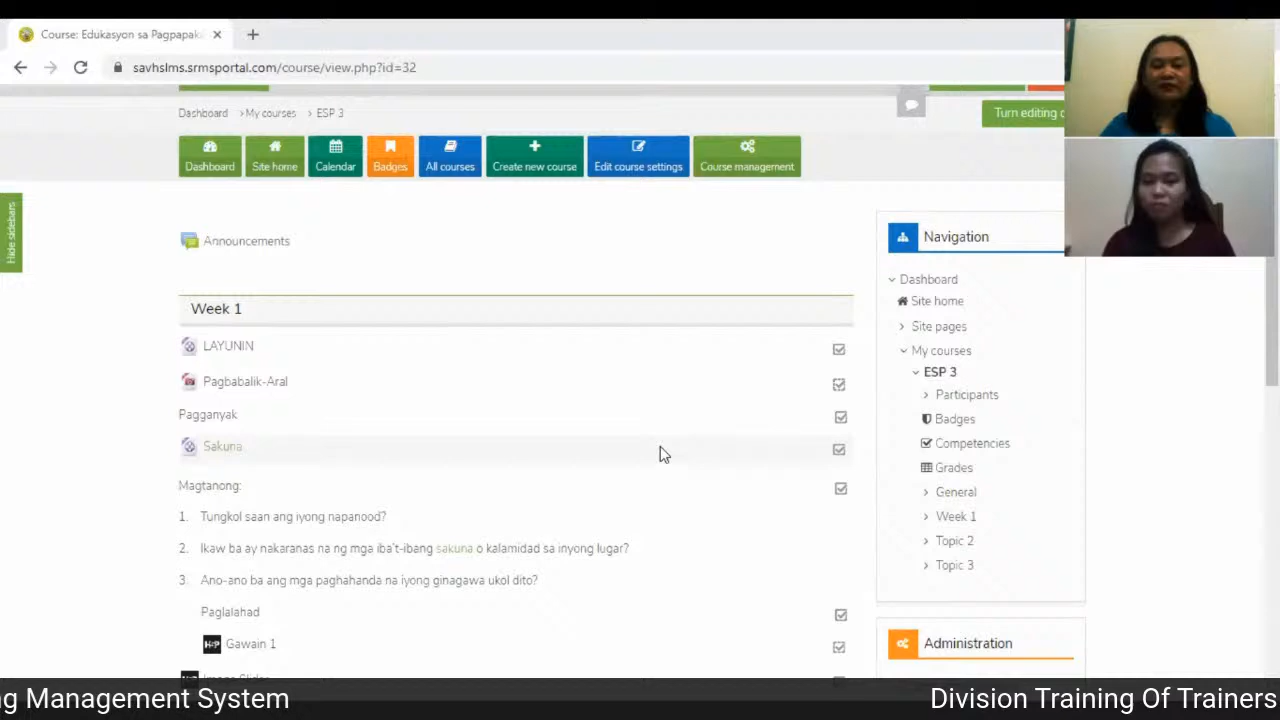 Course: Edukasyon sa Pagpapaka
savhslms.srmsportal.com/course/view.php?id=32
Dashboard > My courses > ESP 3
Turn editing
Dashboard
Site home
Calendar
Badges
All courses
Create new course
Edit course settings
Course management
Hide sidebars
Announcements
Week 1
LAYUNIN
Pagbabalik-Aral
Pagganyak
Sakuna
Magtanong:
1. Tungkol saan ang iyong napanood?
2. Ikaw ba ay nakaranas na ng mga iba't-ibang sakuna o kalamidad sa inyong lugar?
3. Ano-ano ba ang mga paghahanda na iyong ginagawa ukol dito?
Paglalahad
H5P Gawain 1
Navigation
Dashboard
Site home
Site pages
My courses
ESP 3
Participants
Badges
Competencies
Grades
General
Week 1
Topic 2
Topic 3
Administration
ng Management System
Division Training Of Trainers